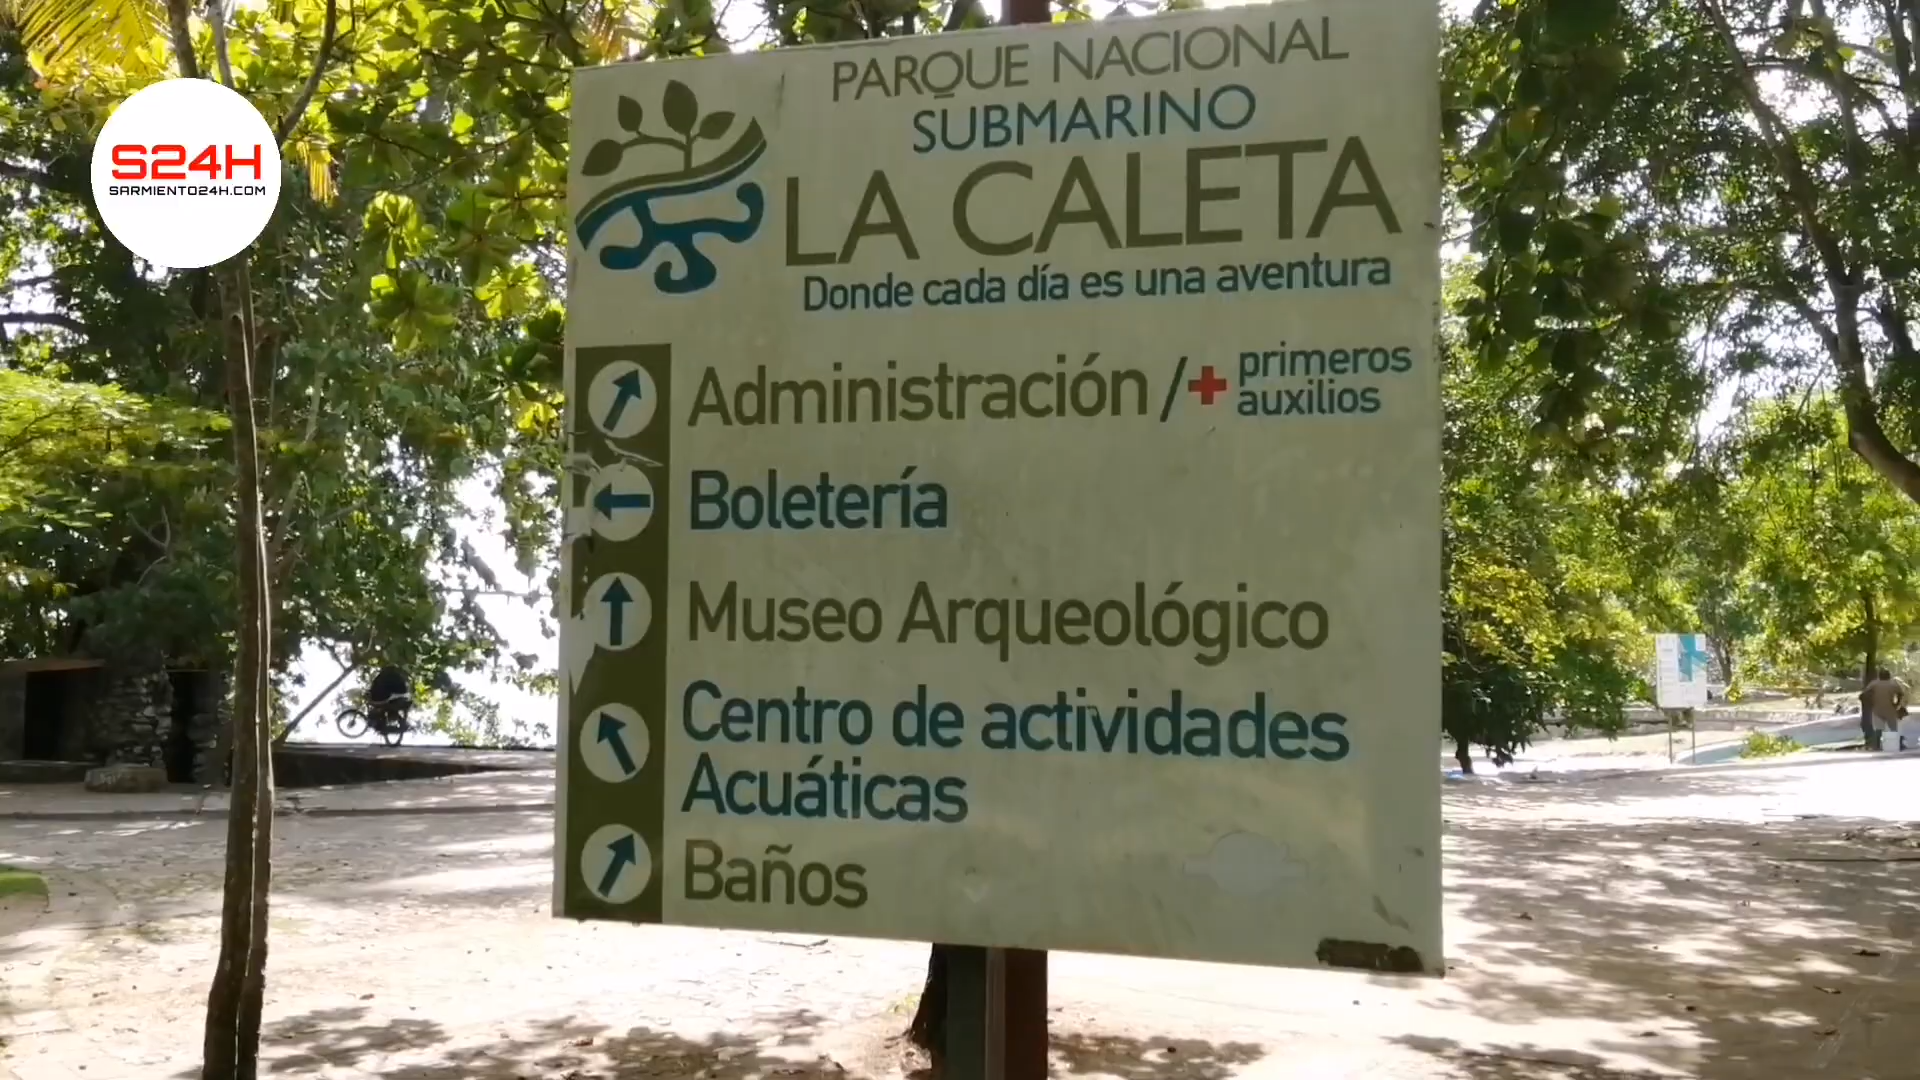 S24H
SARMIENTO24H.COM
PARQUE NACIONAL
SUBMARINO
LA CALETA
Donde cada día es una aventura
Administración / + primeros
auxilios
Boletería
Museo Arqueológico
Centro de actividades
Acuáticas
Baños